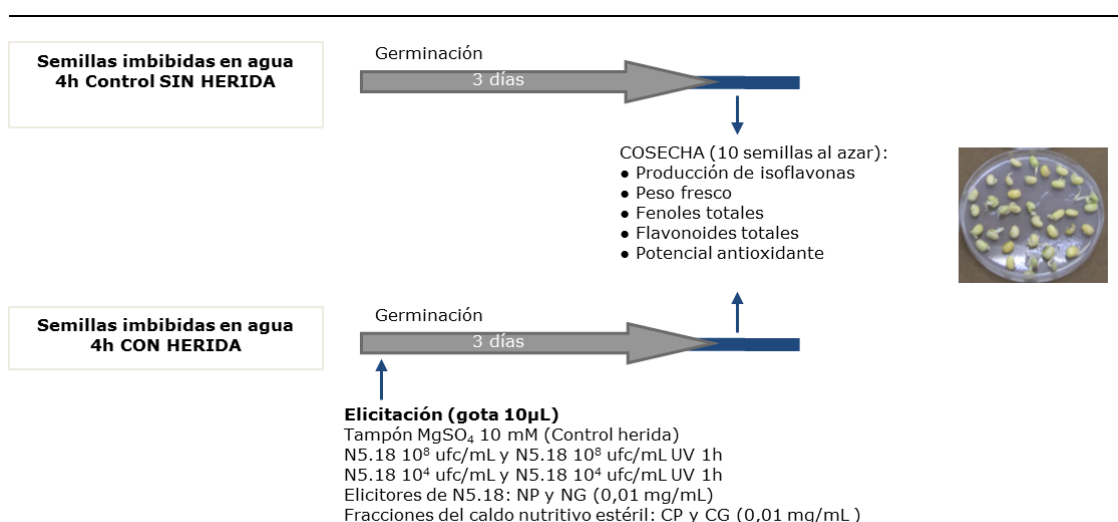 Semillas imbibidas en agua
4h Control SIN HERIDA
Germinación
3 días
COSECHA (10 semillas al azar):
● Producción de isoflavonas
● Peso fresco
● Fenoles totales
● Flavonoides totales
● Potencial antioxidante
Semillas imbibidas en agua
4h CON HERIDA
Germinación
3 días
Elicitación (gota 10µL)
Tampón MgSO₄ 10 mM (Control herida)
N5.18 10⁸ ufc/mL y N5.18 10⁸ ufc/mL UV 1h
N5.18 10⁴ ufc/mL y N5.18 10⁴ ufc/mL UV 1h
Elicitores de N5.18: NP y NG (0,01 mg/mL)
Fracciones del caldo nutritivo estéril: CP y CG (0,01 mg/mL )